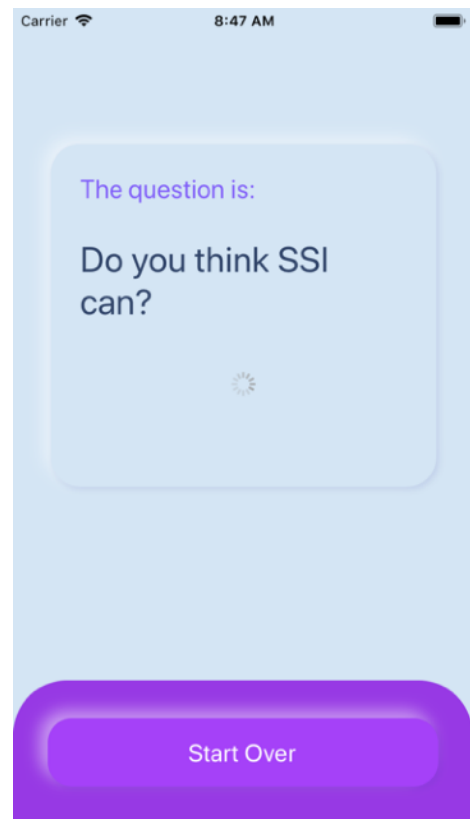 Carrier 8:47 AM
The question is:
Do you think SSI
can?
Start Over